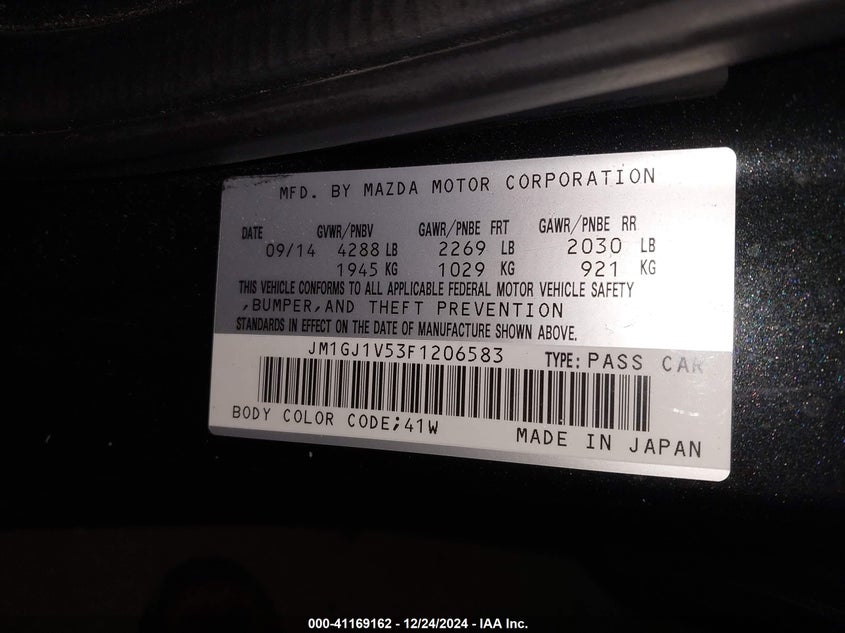 MFD. BY MAZDA MOTOR CORPORATION
DATE GVWR/PNBV GAWR/PNBE FRT GAWR/PNBE RR
09/14 4288 LB 2269 LB 2030 LB
1945 KG 1029 KG 921 KG
THIS VEHICLE CONFORMS TO ALL APPLICABLE FEDERAL MOTOR VEHICLE SAFETY
,BUMPER,AND THEFT PREVENTION
STANDARDS IN EFFECT ON THE DATE OF MANUFACTURE SHOWN ABOVE.
JM1GJ1V53F1206583 TYPE: PASS CAR
BODY COLOR CODE;41W
MADE IN JAPAN
000-41169162 - 12/24/2024 - IAA Inc.